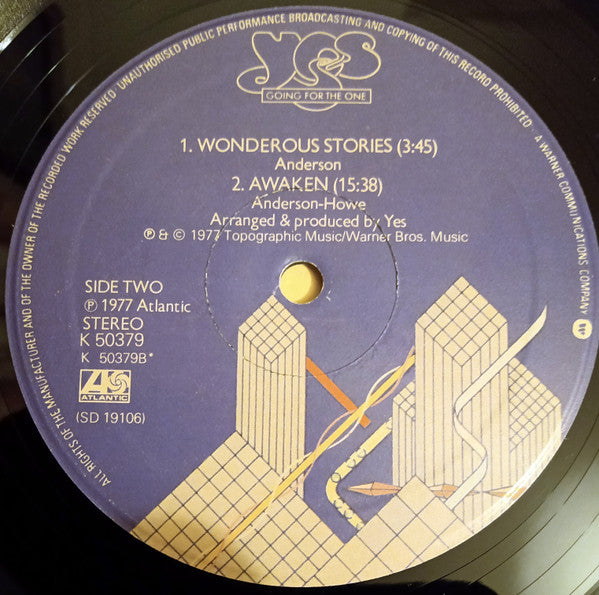 ALL RIGHTS OF THE MANUFACTURER AND OF THE OWNER OF THE RECORDED WORK RESERVED · UNAUTHORISED PUBLIC PERFORMANCE BROADCASTING AND COPYING OF THIS RECORD PROHIBITED · A WARNER COMMUNICATIONS COMPANY
yes
GOING FOR THE ONE
1. WONDEROUS STORIES (3:45)
Anderson
2. AWAKEN (15:38)
Anderson-Howe
Arranged & produced by Yes
℗ & © 1977 Topographic Music/Warner Bros. Music
SIDE TWO
℗ 1977 Atlantic
STEREO
K 50379
K 50379B*
ATLANTIC
(SD 19106)